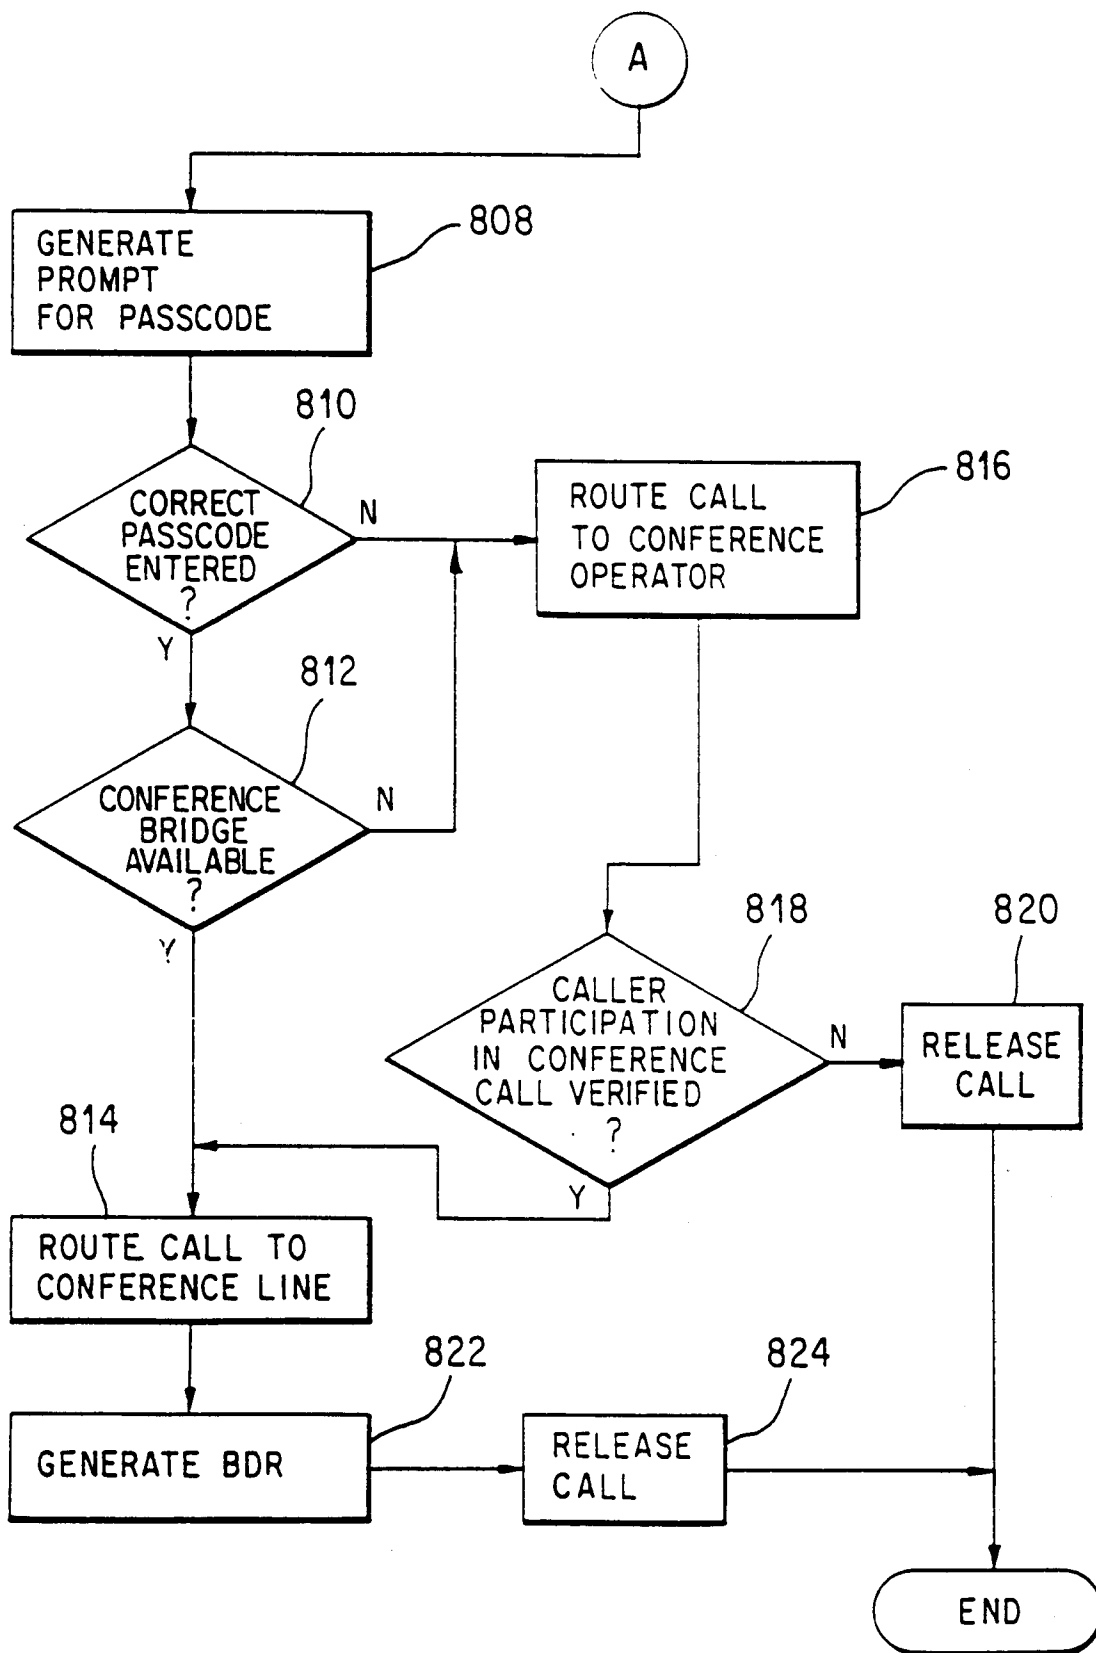 A
808
GENERATE
PROMPT
FOR PASSCODE
810
CORRECT
PASSCODE
ENTERED
?
N
Y
816
ROUTE CALL
TO CONFERENCE
OPERATOR
812
CONFERENCE
BRIDGE
AVAILABLE
?
N
Y
818
CALLER
PARTICIPATION
IN CONFERENCE
CALL VERIFIED
?
N
Y
820
RELEASE
CALL
814
ROUTE CALL TO
CONFERENCE LINE
822
GENERATE BDR
824
RELEASE
CALL
END